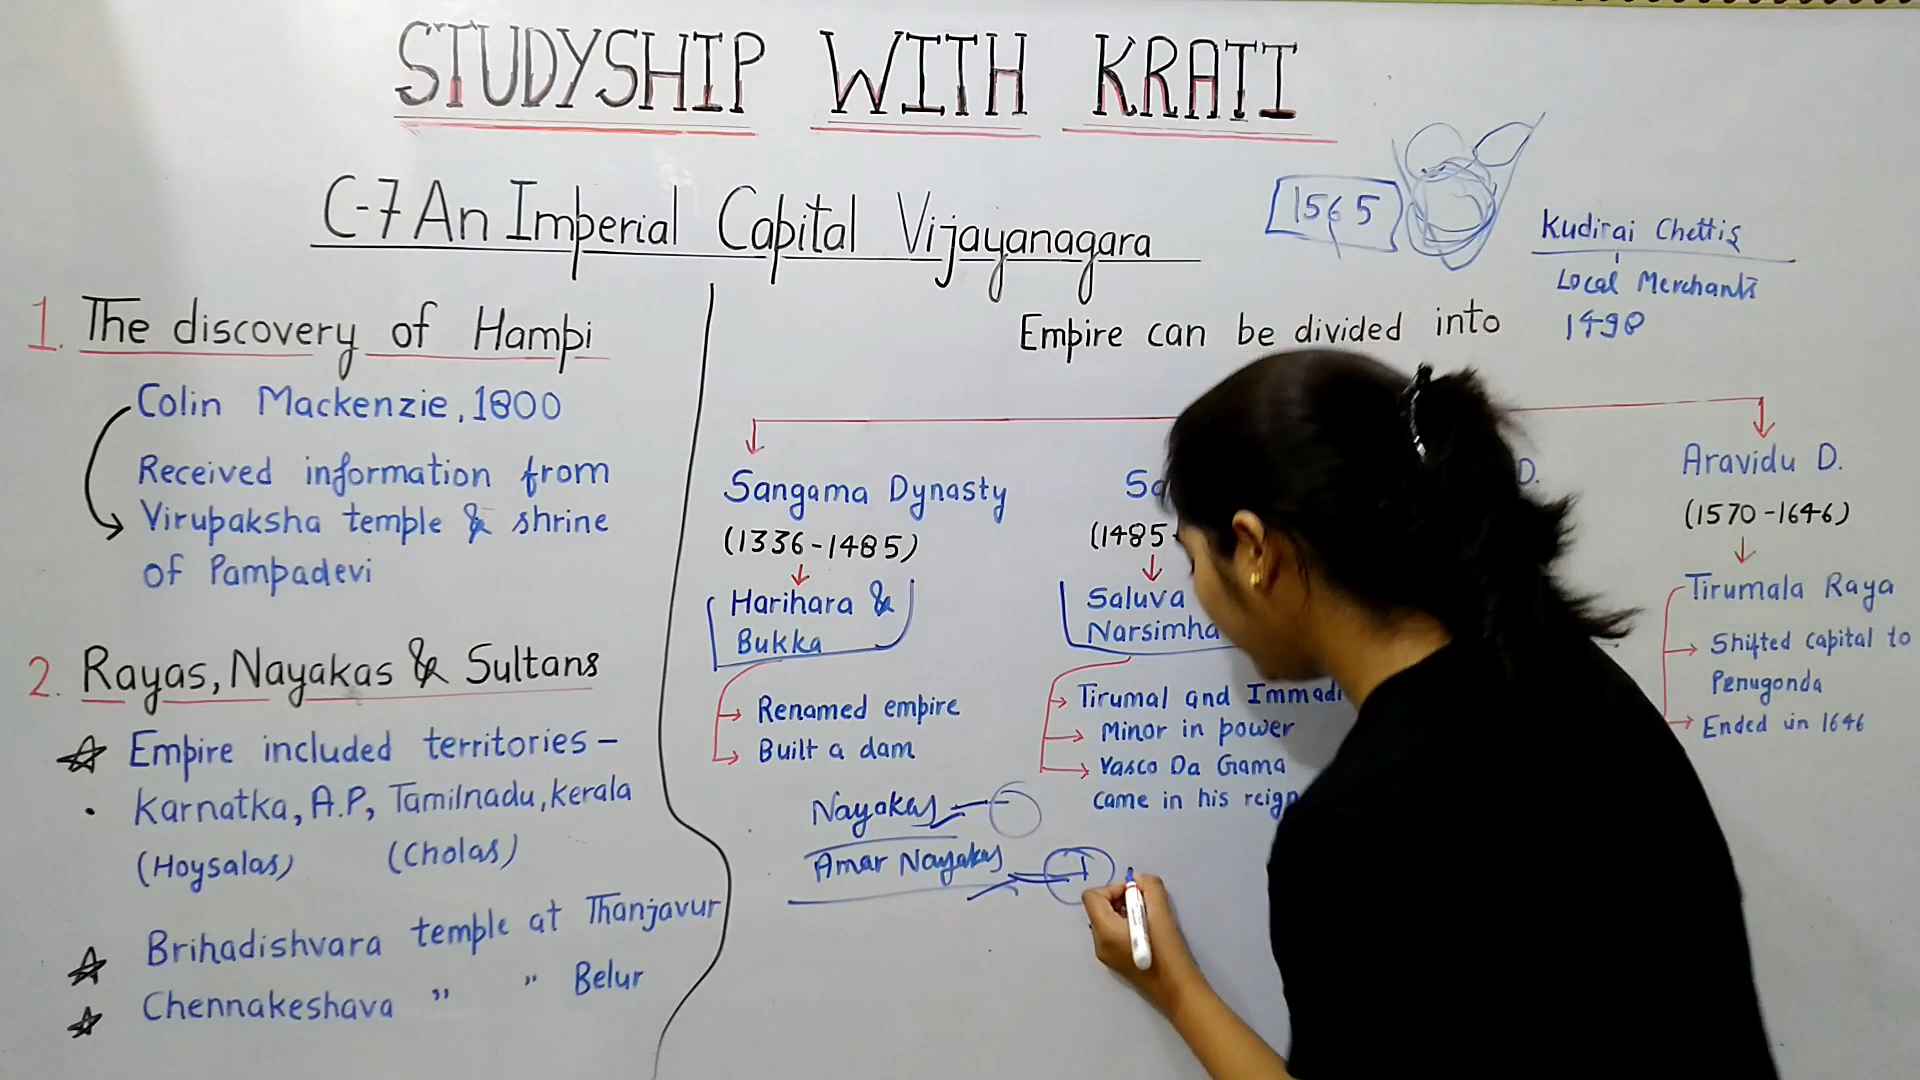 STUDYSHIP WITH KRATI
C-7 An Imperial Capital Vijayanagara
1565
Kudirai Chettis
Local Merchants
1498
1. The discovery of Hampi
Colin Mackenzie, 1800
Received information from
Virupaksha temple & shrine
of Pampadevi
2. Rayas, Nayakas & Sultans
Empire included territories -
Karnatka, A.P, Tamilnadu, kerala
(Hoysalas) (Cholas)
Brihadishvara temple at Thanjavur
Chennakeshava " " Belur
Empire can be divided into
Sangama Dynasty
(1336-1485)
Harihara &
Bukka
Renamed empire
Built a dam
Nayakas
Amar Nayakas
(1485-
Saluva
Narsimha
Tirumal and Immadi
Minor in power
Vasco Da Gama
came in his reign
D.
Aravidu D.
(1570-1646)
Tirumala Raya
Shifted capital to
Penugonda
Ended in 1646